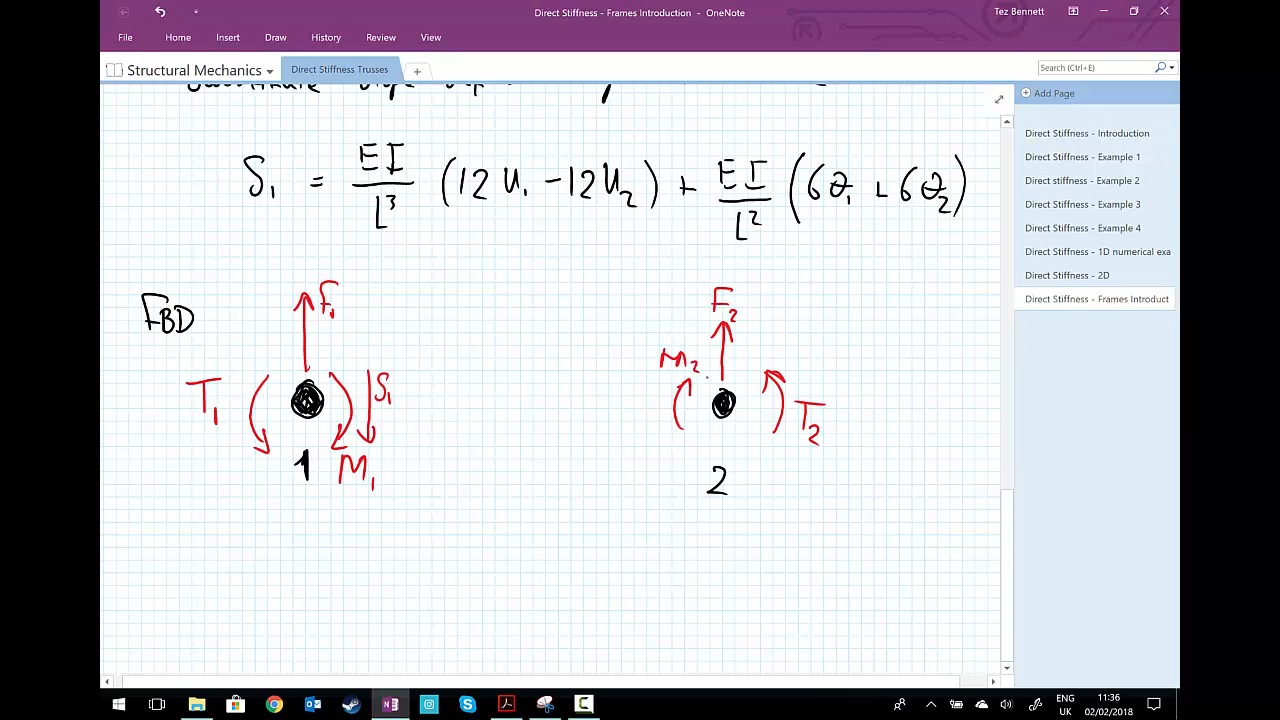 Direct Stiffness - Frames Introduction - OneNote
Tez Bennett
File Home Insert Draw History Review View
Structural Mechanics
Direct Stiffness Trusses
Search (Ctrl+E)
Add Page
Direct Stiffness - Introduction
Direct Stiffness - Example 1
Direct stiffness - Example 2
Direct Stiffness - Example 3
Direct Stiffness - Example 4
Direct Stiffness - 1D numerical exa
Direct Stiffness - 2D
Direct Stiffness - Frames Introduct
S₁ = EI/L³ (12U₁ - 12U₂) + EI/L² (6θ₁ + 6θ₂)
FBD
F₁
T₁
S₁
M₁
1
F₂
M₂
T₂
2
ENG
UK
11:36
02/02/2018